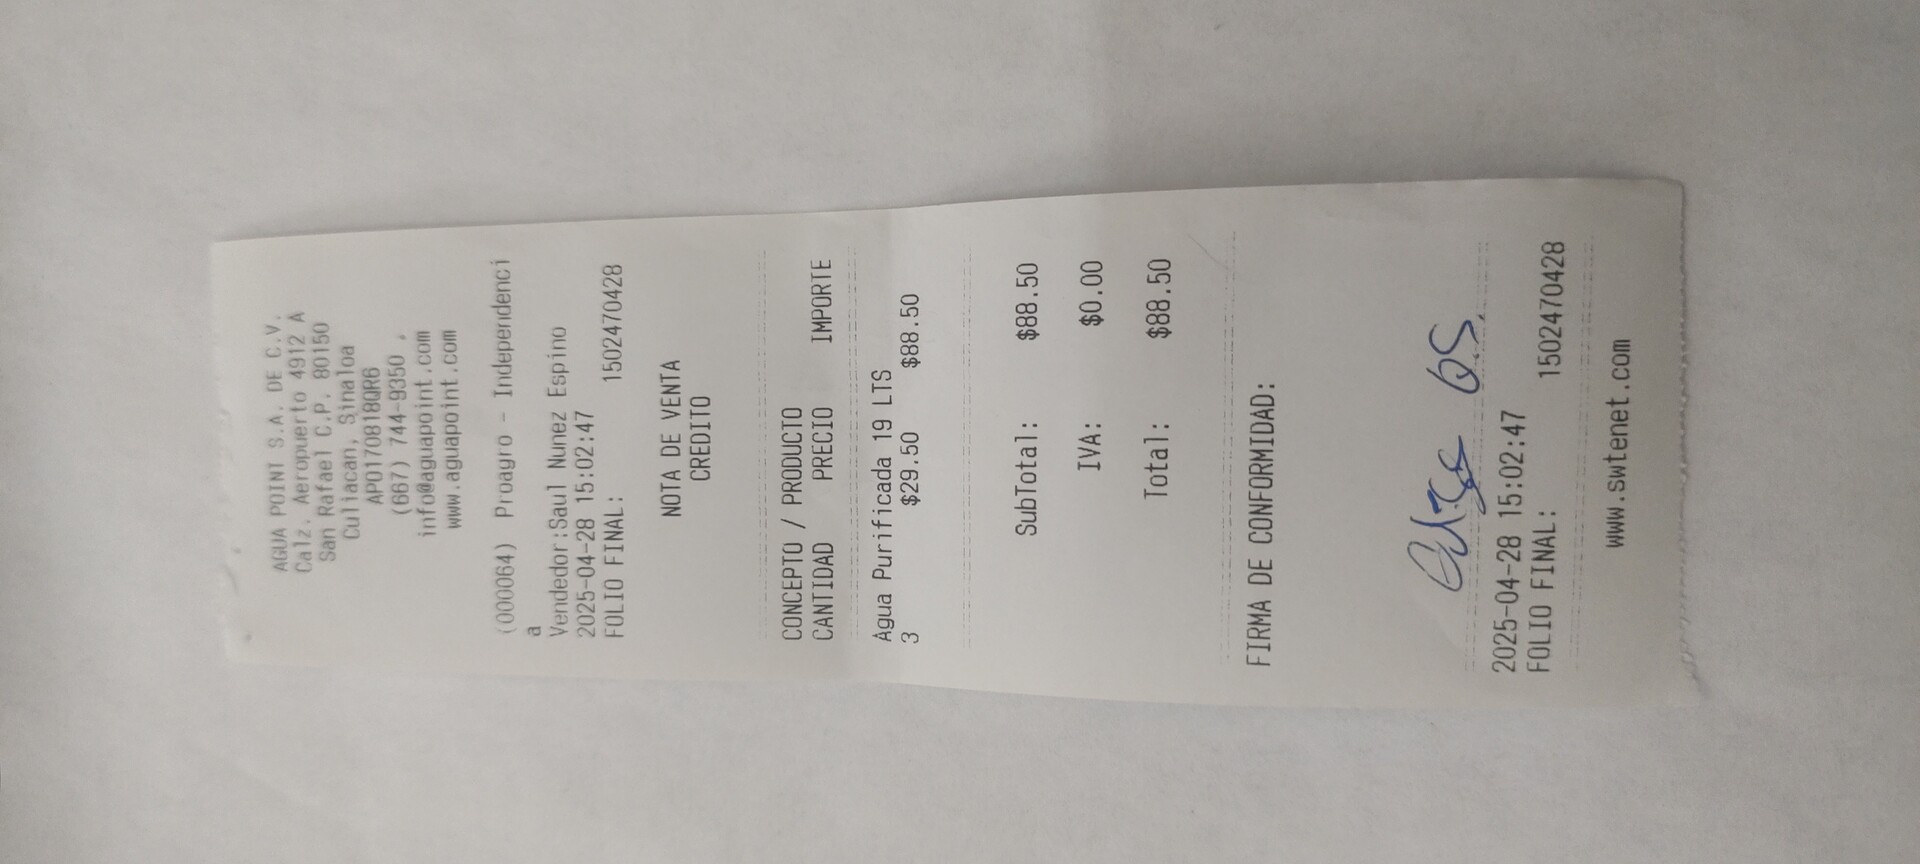 AGUA POINT S.A. DE C.V.
Calz. Aeropuerto 4912 A
San Rafael C.P. 80150
Culiacan, Sinaloa
APO170818QR6
(667) 744-9350 ,
info@aguapoint.com
www.aguapoint.com
(000064) Proagro - Independenci
a
Vendedor:Saul Nunez Espino
2025-04-28 15:02:47
FOLIO FINAL: 1502470428
NOTA DE VENTA
CREDITO
CONCEPTO / PRODUCTO
CANTIDAD PRECIO IMPORTE
Agua Purificada 19 LTS
3 $29.50 $88.50
SubTotal: $88.50
IVA: $0.00
Total: $88.50
FIRMA DE CONFORMIDAD:
2025-04-28 15:02:47
FOLIO FINAL: 1502470428
www.swtenet.com